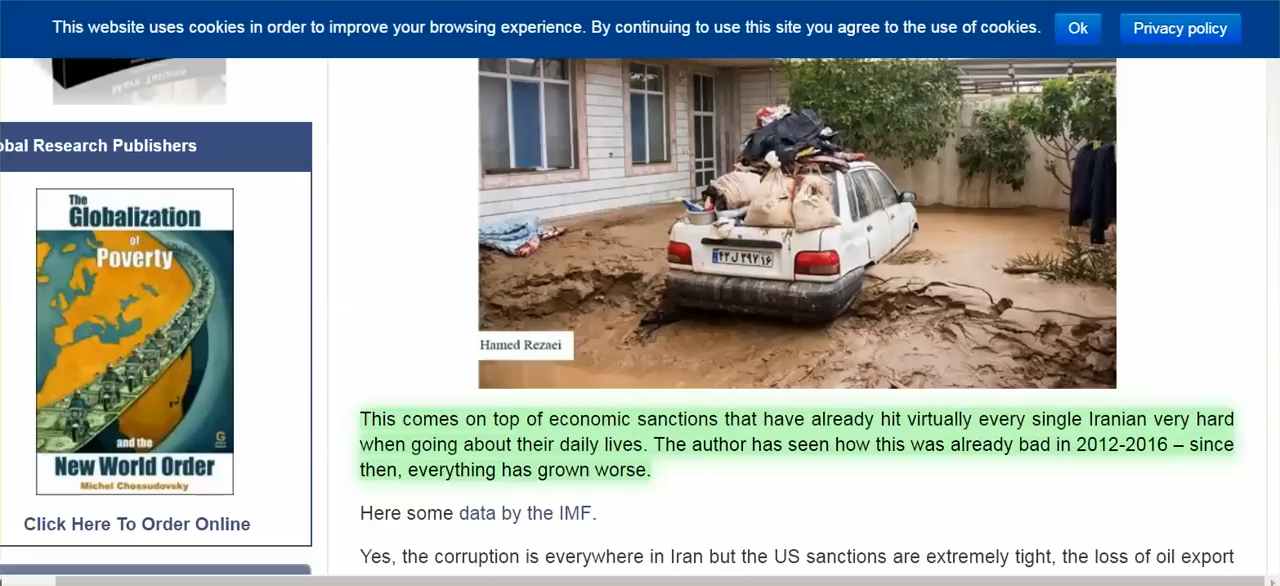 This website uses cookies in order to improve your browsing experience. By continuing to use this site you agree to the use of cookies.
Ok
Privacy policy
obal Research Publishers
The
Globalization
of
Poverty
and the
New World Order
Michel Chossudovsky
Click Here To Order Online
۴۲ل۳۹۷ ۱۶
Hamed Rezaei
This comes on top of economic sanctions that have already hit virtually every single Iranian very hard
when going about their daily lives. The author has seen how this was already bad in 2012-2016 – since
then, everything has grown worse.
Here some data by the IMF.
Yes, the corruption is everywhere in Iran but the US sanctions are extremely tight, the loss of oil export